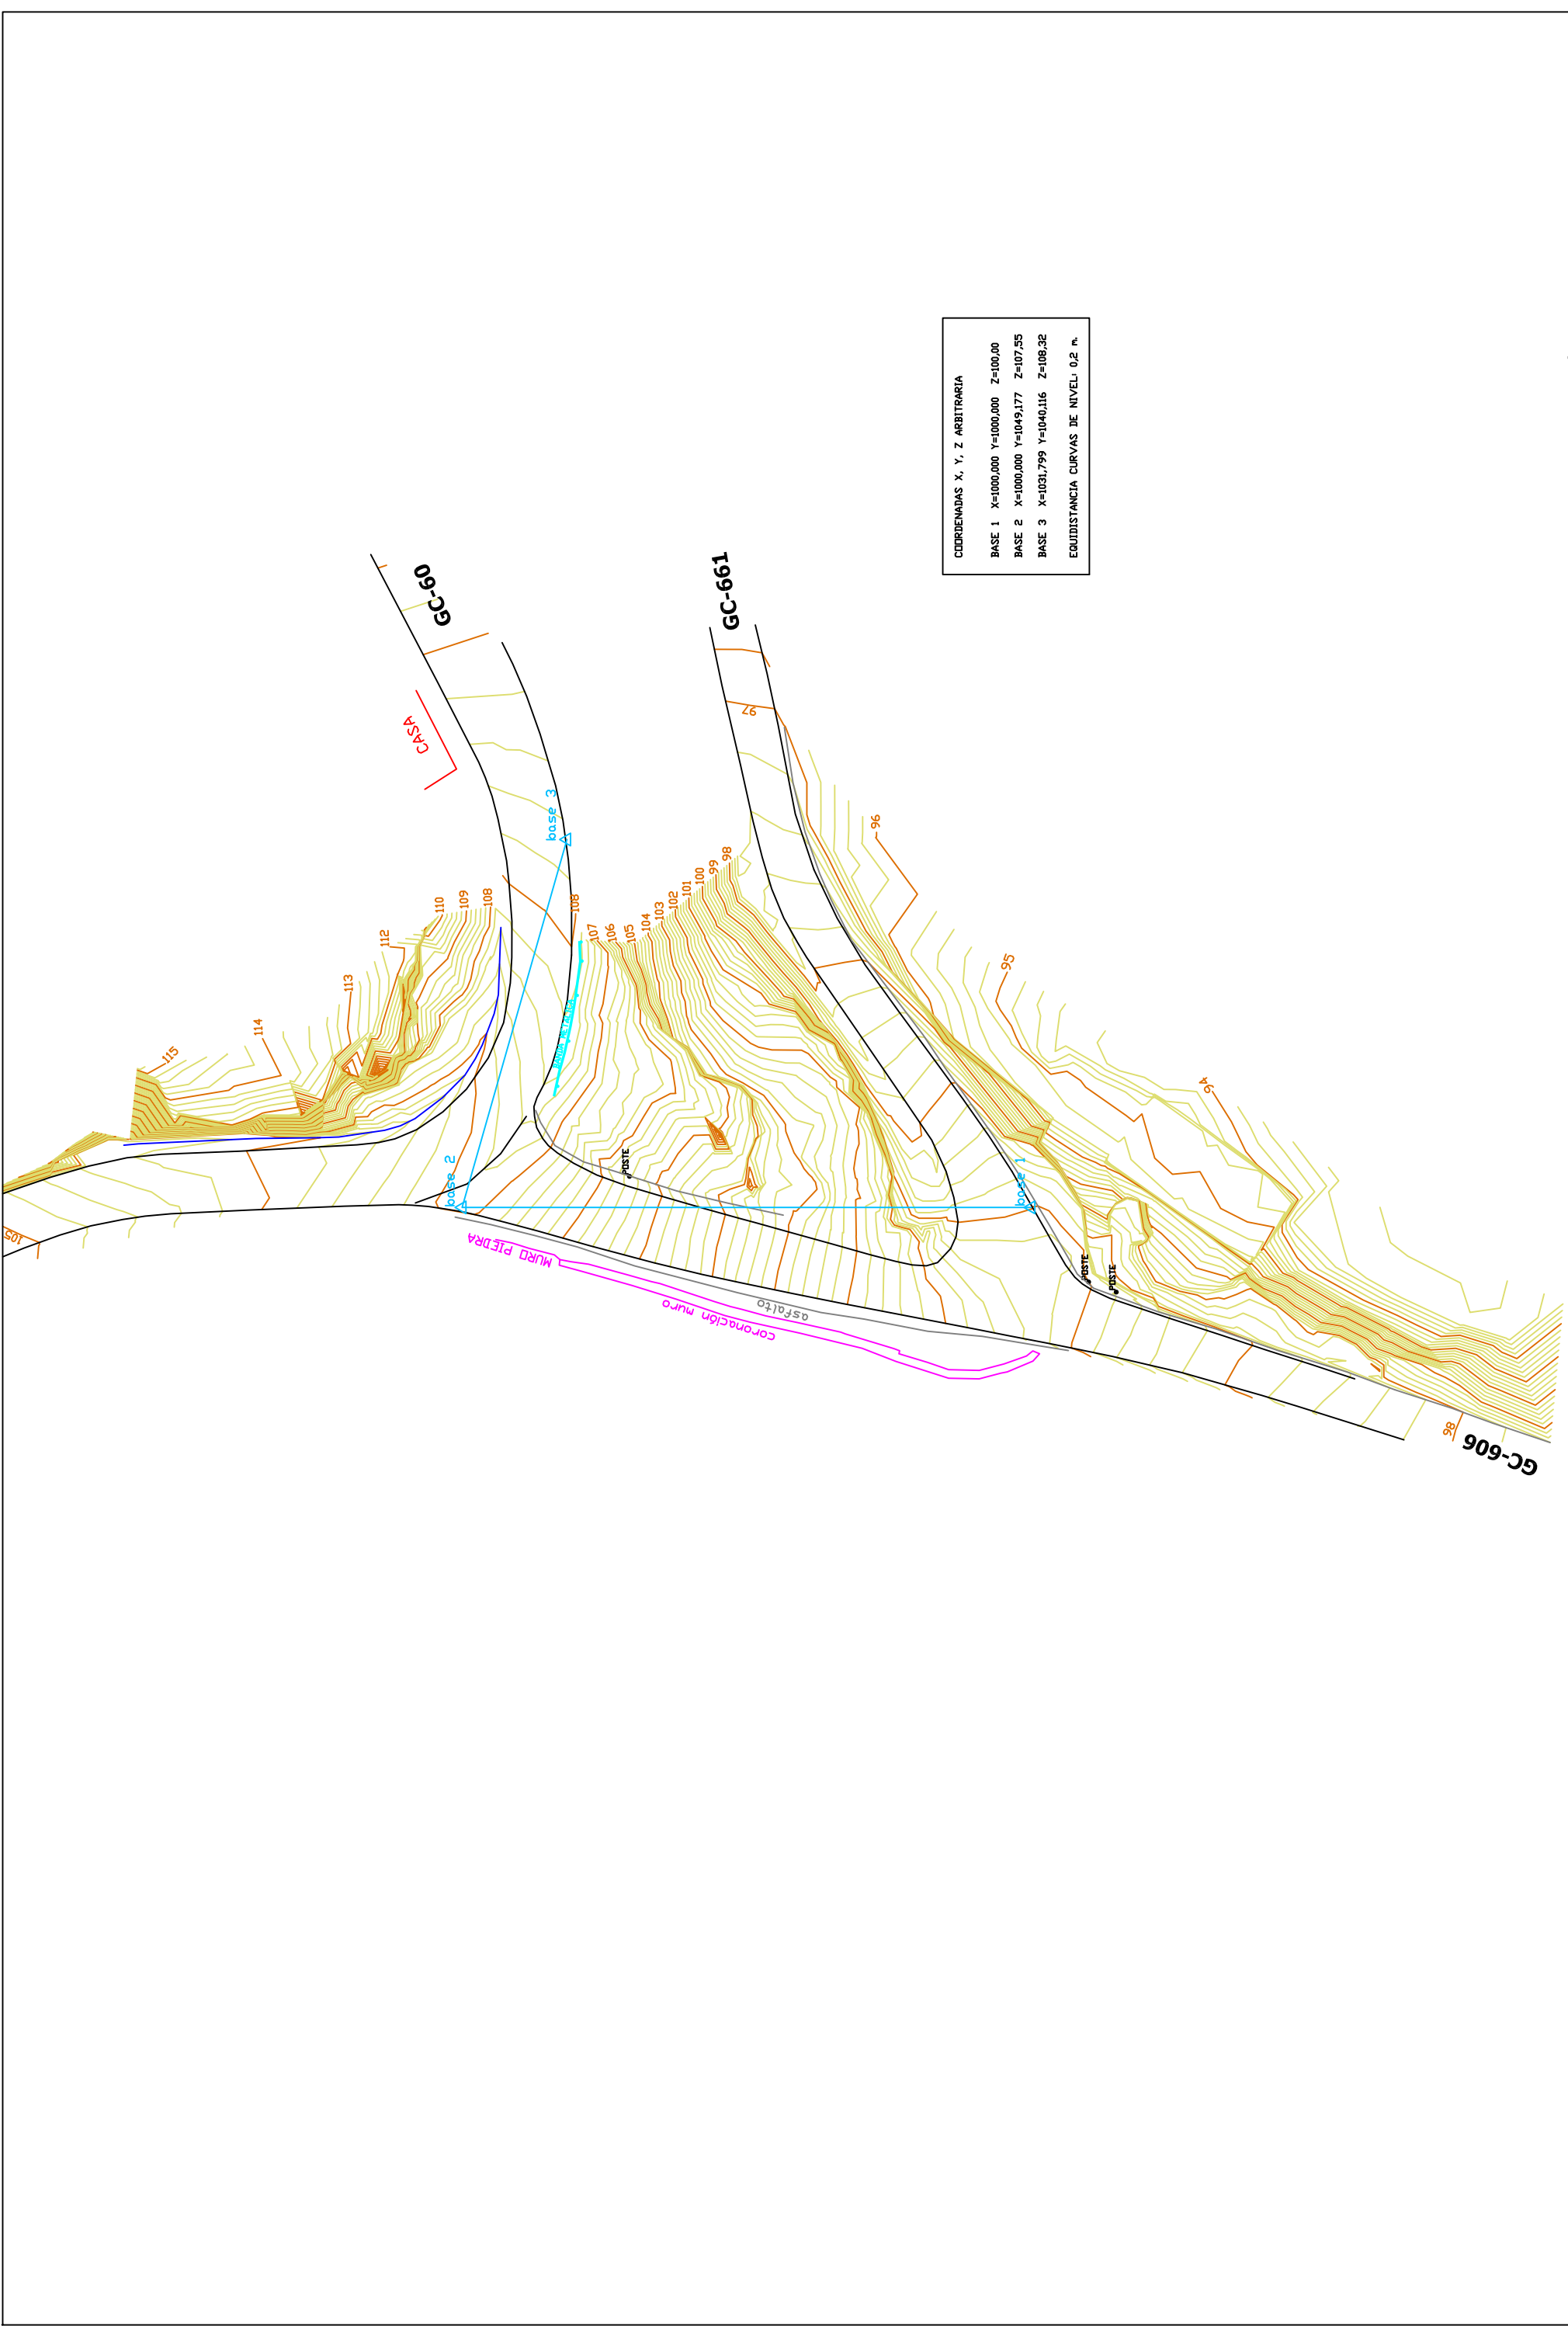 COORDENADAS X, Y, Z ARBITRARIA
BASE 1 X=1000,000 Y=1000,000 Z=100,00
BASE 2 X=1000,000 Y=1049,177 Z=107,55
BASE 3 X=1031,799 Y=1040,116 Z=108,32
EQUIDISTANCIA CURVAS DE NIVEL: 0,2 m.
GC-60
GC-661
CASA
97
base 3
96
98
99
100
101
102
103
104
105
106
107
108
108
109
110
112
113
114
115
95
94
base 2
POSTE
base 1
105
MURO PIEDRA
coronación muro
asfalto
POSTE
POSTE
98
GC-606